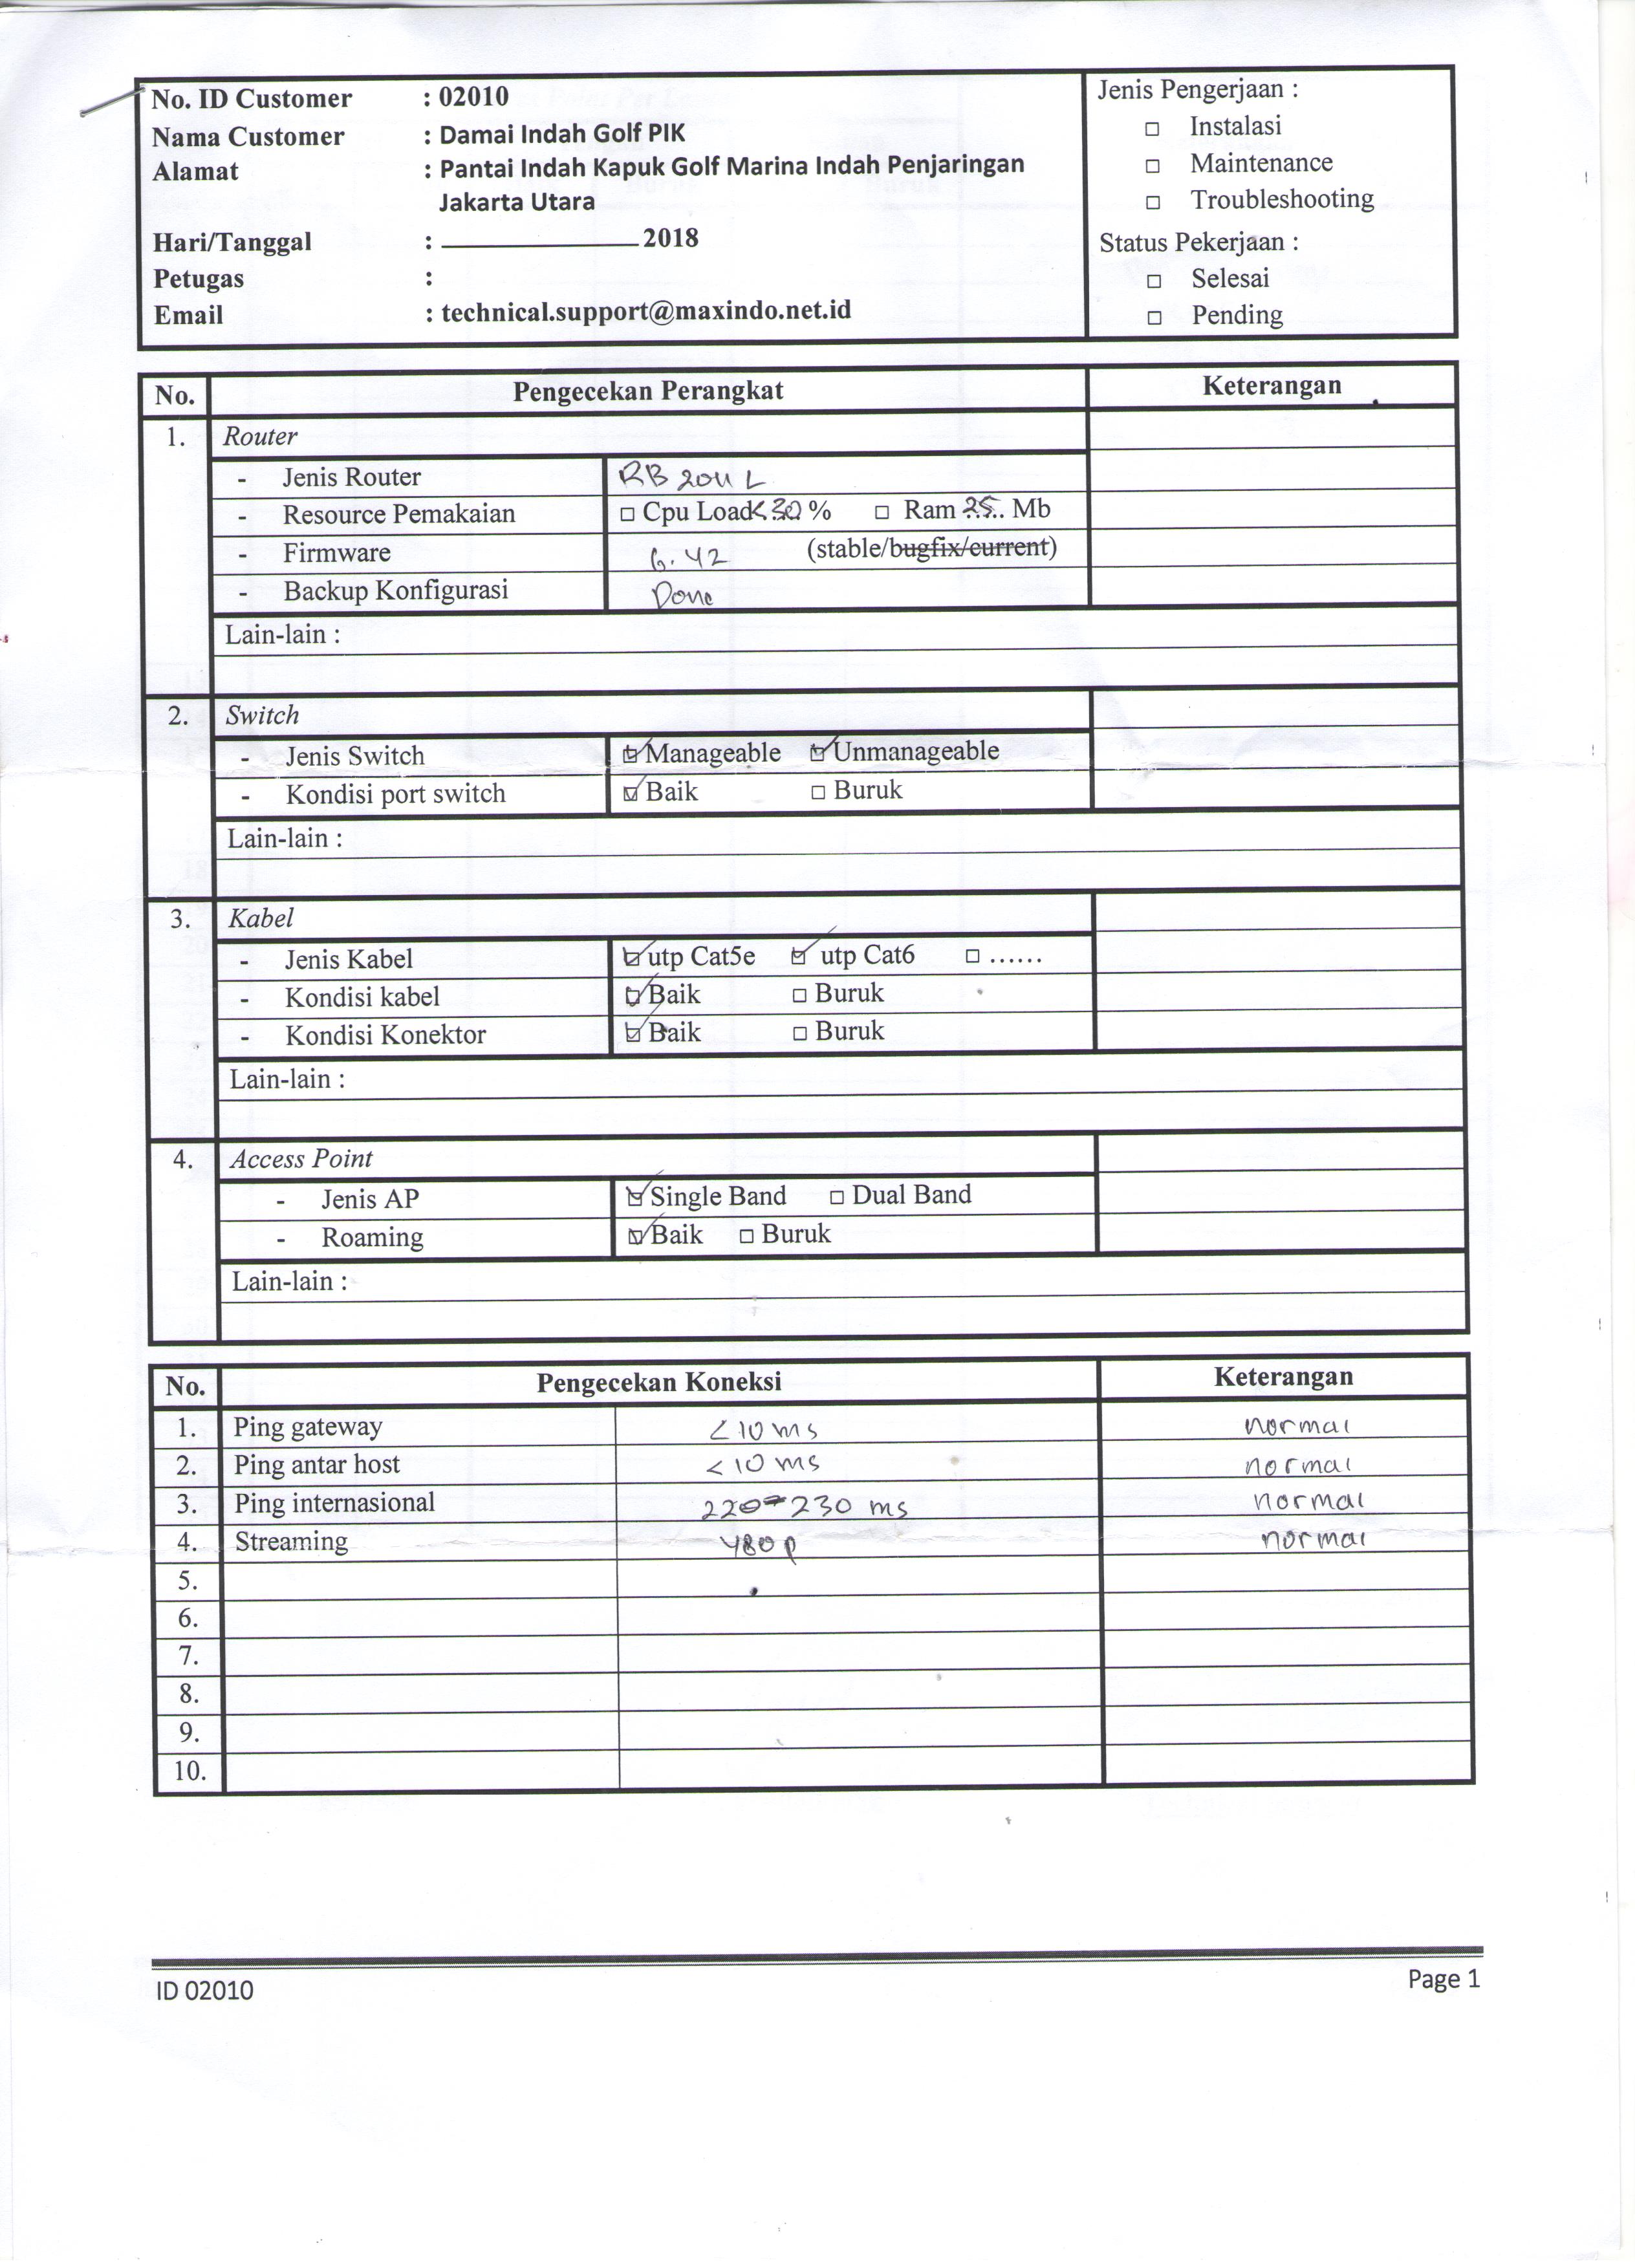 No. ID Customer : 02010
Nama Customer : Damai Indah Golf PIK
Alamat : Pantai Indah Kapuk Golf Marina Indah Penjaringan
Jakarta Utara
Hari/Tanggal : ______________ 2018
Petugas :
Email : technical.support@maxindo.net.id
Jenis Pengerjaan :
□ Instalasi
□ Maintenance
□ Troubleshooting
Status Pekerjaan :
□ Selesai
□ Pending
No. Pengecekan Perangkat Keterangan
1. Router
- Jenis Router RB 2011 L
- Resource Pemakaian □ Cpu Load <30 % □ Ram 25.. Mb
- Firmware 6.42 (stable/bugfix/current)
- Backup Konfigurasi Done
Lain-lain :
2. Switch
- Jenis Switch ☑ Manageable ☑ Unmanageable
- Kondisi port switch ☑ Baik □ Buruk
Lain-lain :
3. Kabel
- Jenis Kabel ☑ utp Cat5e ☑ utp Cat6 □ ......
- Kondisi kabel ☑ Baik □ Buruk
- Kondisi Konektor ☑ Baik □ Buruk
Lain-lain :
4. Access Point
- Jenis AP ☑ Single Band □ Dual Band
- Roaming ☑ Baik □ Buruk
Lain-lain :
No. Pengecekan Koneksi Keterangan
1. Ping gateway <10 ms normal
2. Ping antar host <10 ms normal
3. Ping internasional 220-230 ms normal
4. Streaming 480p normal
5.
6.
7.
8.
9.
10.
ID 02010 Page 1